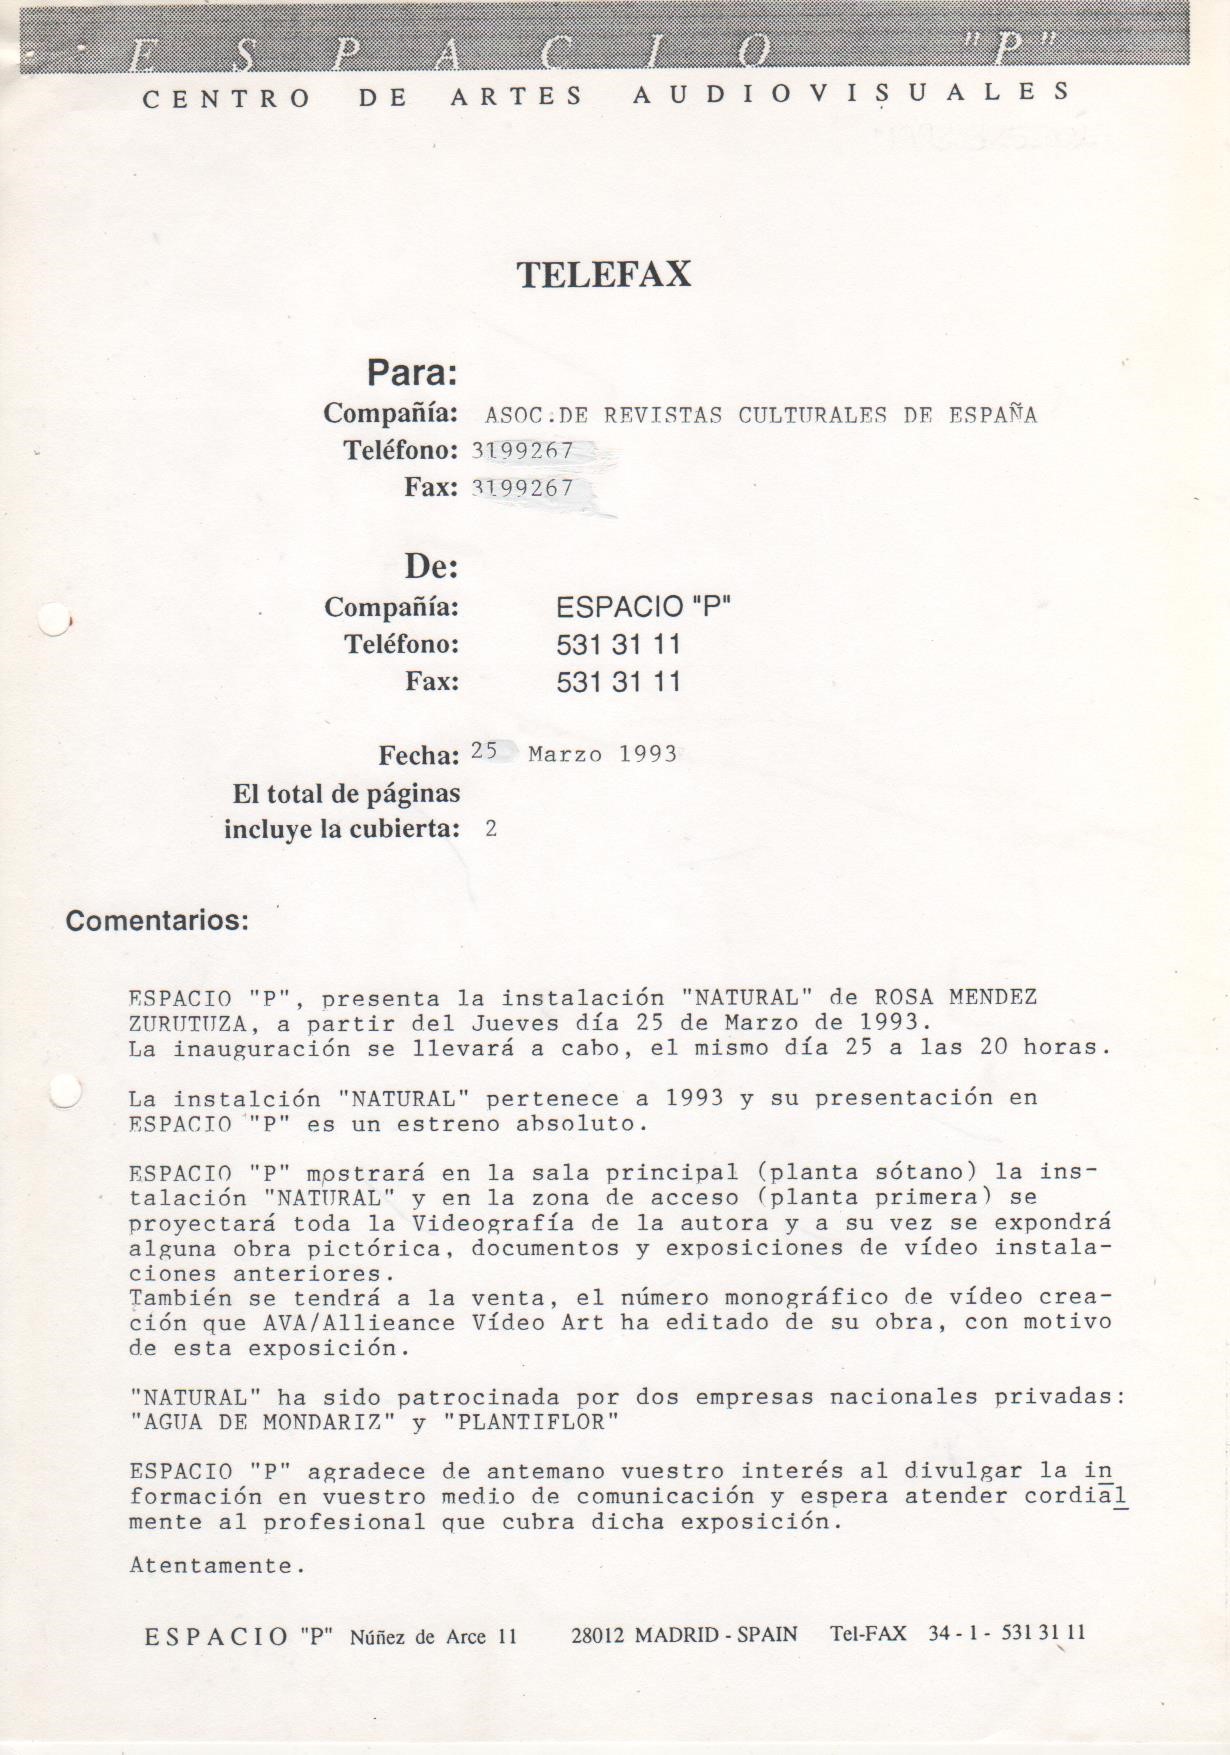 ESPACIO "P"
CENTRO DE ARTES AUDIOVISUALES
TELEFAX
Para:
Compañía: ASOC.DE REVISTAS CULTURALES DE ESPAÑA
Teléfono: 3199267
Fax: 3199267
De:
Compañía: ESPACIO "P"
Teléfono: 531 31 11
Fax: 531 31 11
Fecha: 25 Marzo 1993
El total de páginas
incluye la cubierta: 2
Comentarios:
ESPACIO "P", presenta la instalación "NATURAL" de ROSA MENDEZ
ZURUTUZA, a partir del Jueves día 25 de Marzo de 1993.
La inauguración se llevará a cabo, el mismo día 25 a las 20 horas.
La instalción "NATURAL" pertenece a 1993 y su presentación en
ESPACIO "P" es un estreno absoluto.
ESPACIO "P" mostrará en la sala principal (planta sótano) la ins-
talación "NATURAL" y en la zona de acceso (planta primera) se
proyectará toda la Videografía de la autora y a su vez se expondrá
alguna obra pictórica, documentos y exposiciones de vídeo instala-
ciones anteriores.
También se tendrá a la venta, el número monográfico de vídeo crea-
ción que AVA/Allieance Vídeo Art ha editado de su obra, con motivo
de esta exposición.
"NATURAL" ha sido patrocinada por dos empresas nacionales privadas:
"AGUA DE MONDARIZ" y "PLANTIFLOR"
ESPACIO "P" agradece de antemano vuestro interés al divulgar la in
formación en vuestro medio de comunicación y espera atender cordial
mente al profesional que cubra dicha exposición.
Atentamente.
ESPACIO "P" Núñez de Arce 11 28012 MADRID - SPAIN Tel-FAX 34 - 1 - 531 31 11